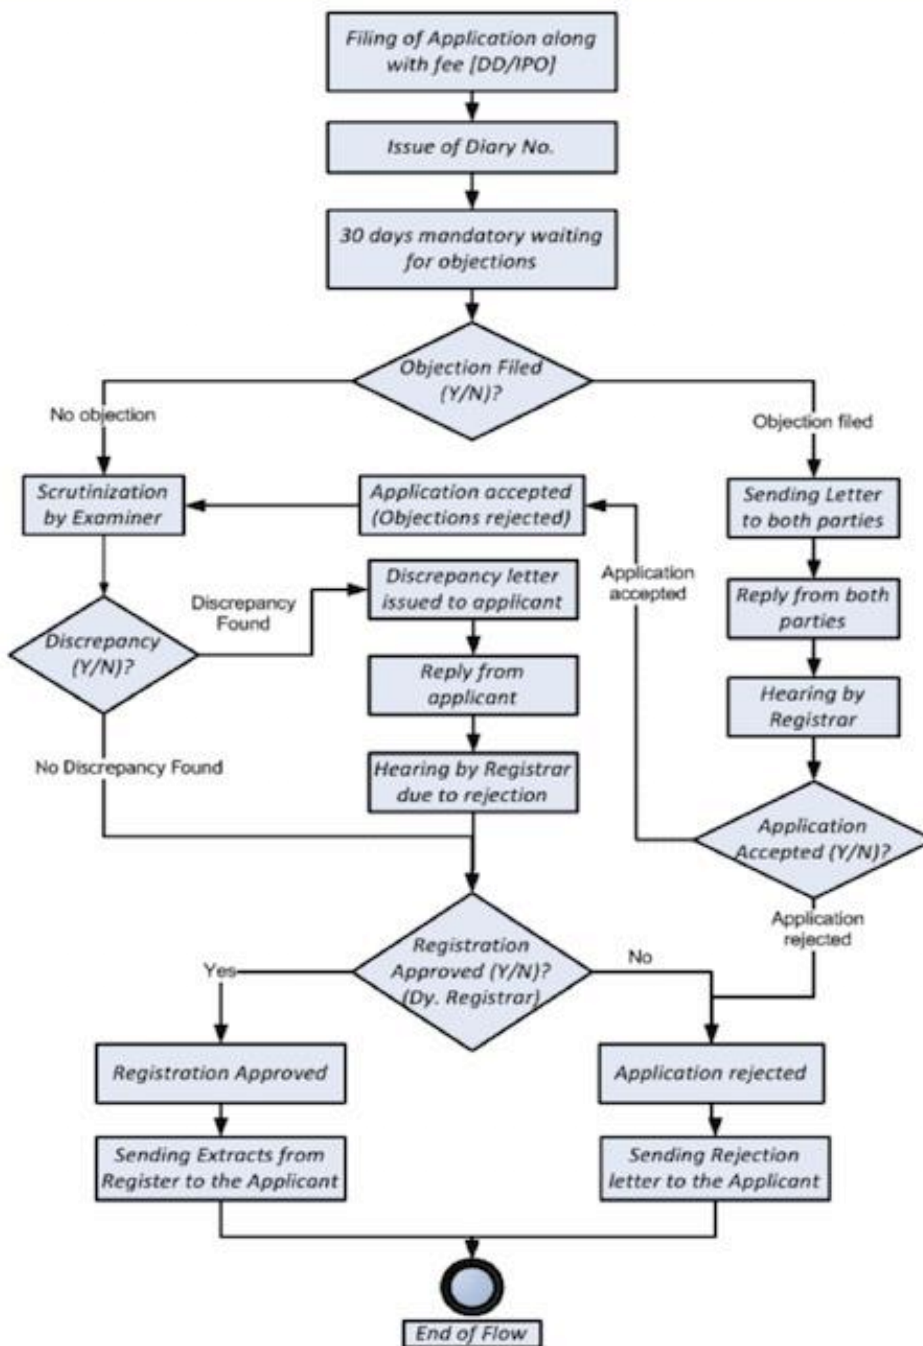 Filing of Application along
with fee [DD/IPO]
Issue of Diary No.
30 days mandatory waiting
for objections
Objection Filed
(Y/N)?
No objection
Objection filed
Scrutinization
by Examiner
Application accepted
(Objections rejected)
Sending Letter
to both parties
Discrepancy
Found
Discrepancy letter
issued to applicant
Application
accepted
Reply from both
parties
Discrepancy
(Y/N)?
Reply from
applicant
Hearing by
Registrar
No Discrepancy Found
Hearing by Registrar
due to rejection
Application
Accepted (Y/N)?
Application
rejected
Registration
Approved (Y/N)?
(Dy. Registrar)
Yes
No
Registration Approved
Application rejected
Sending Extracts from
Register to the Applicant
Sending Rejection
letter to the Applicant
End of Flow